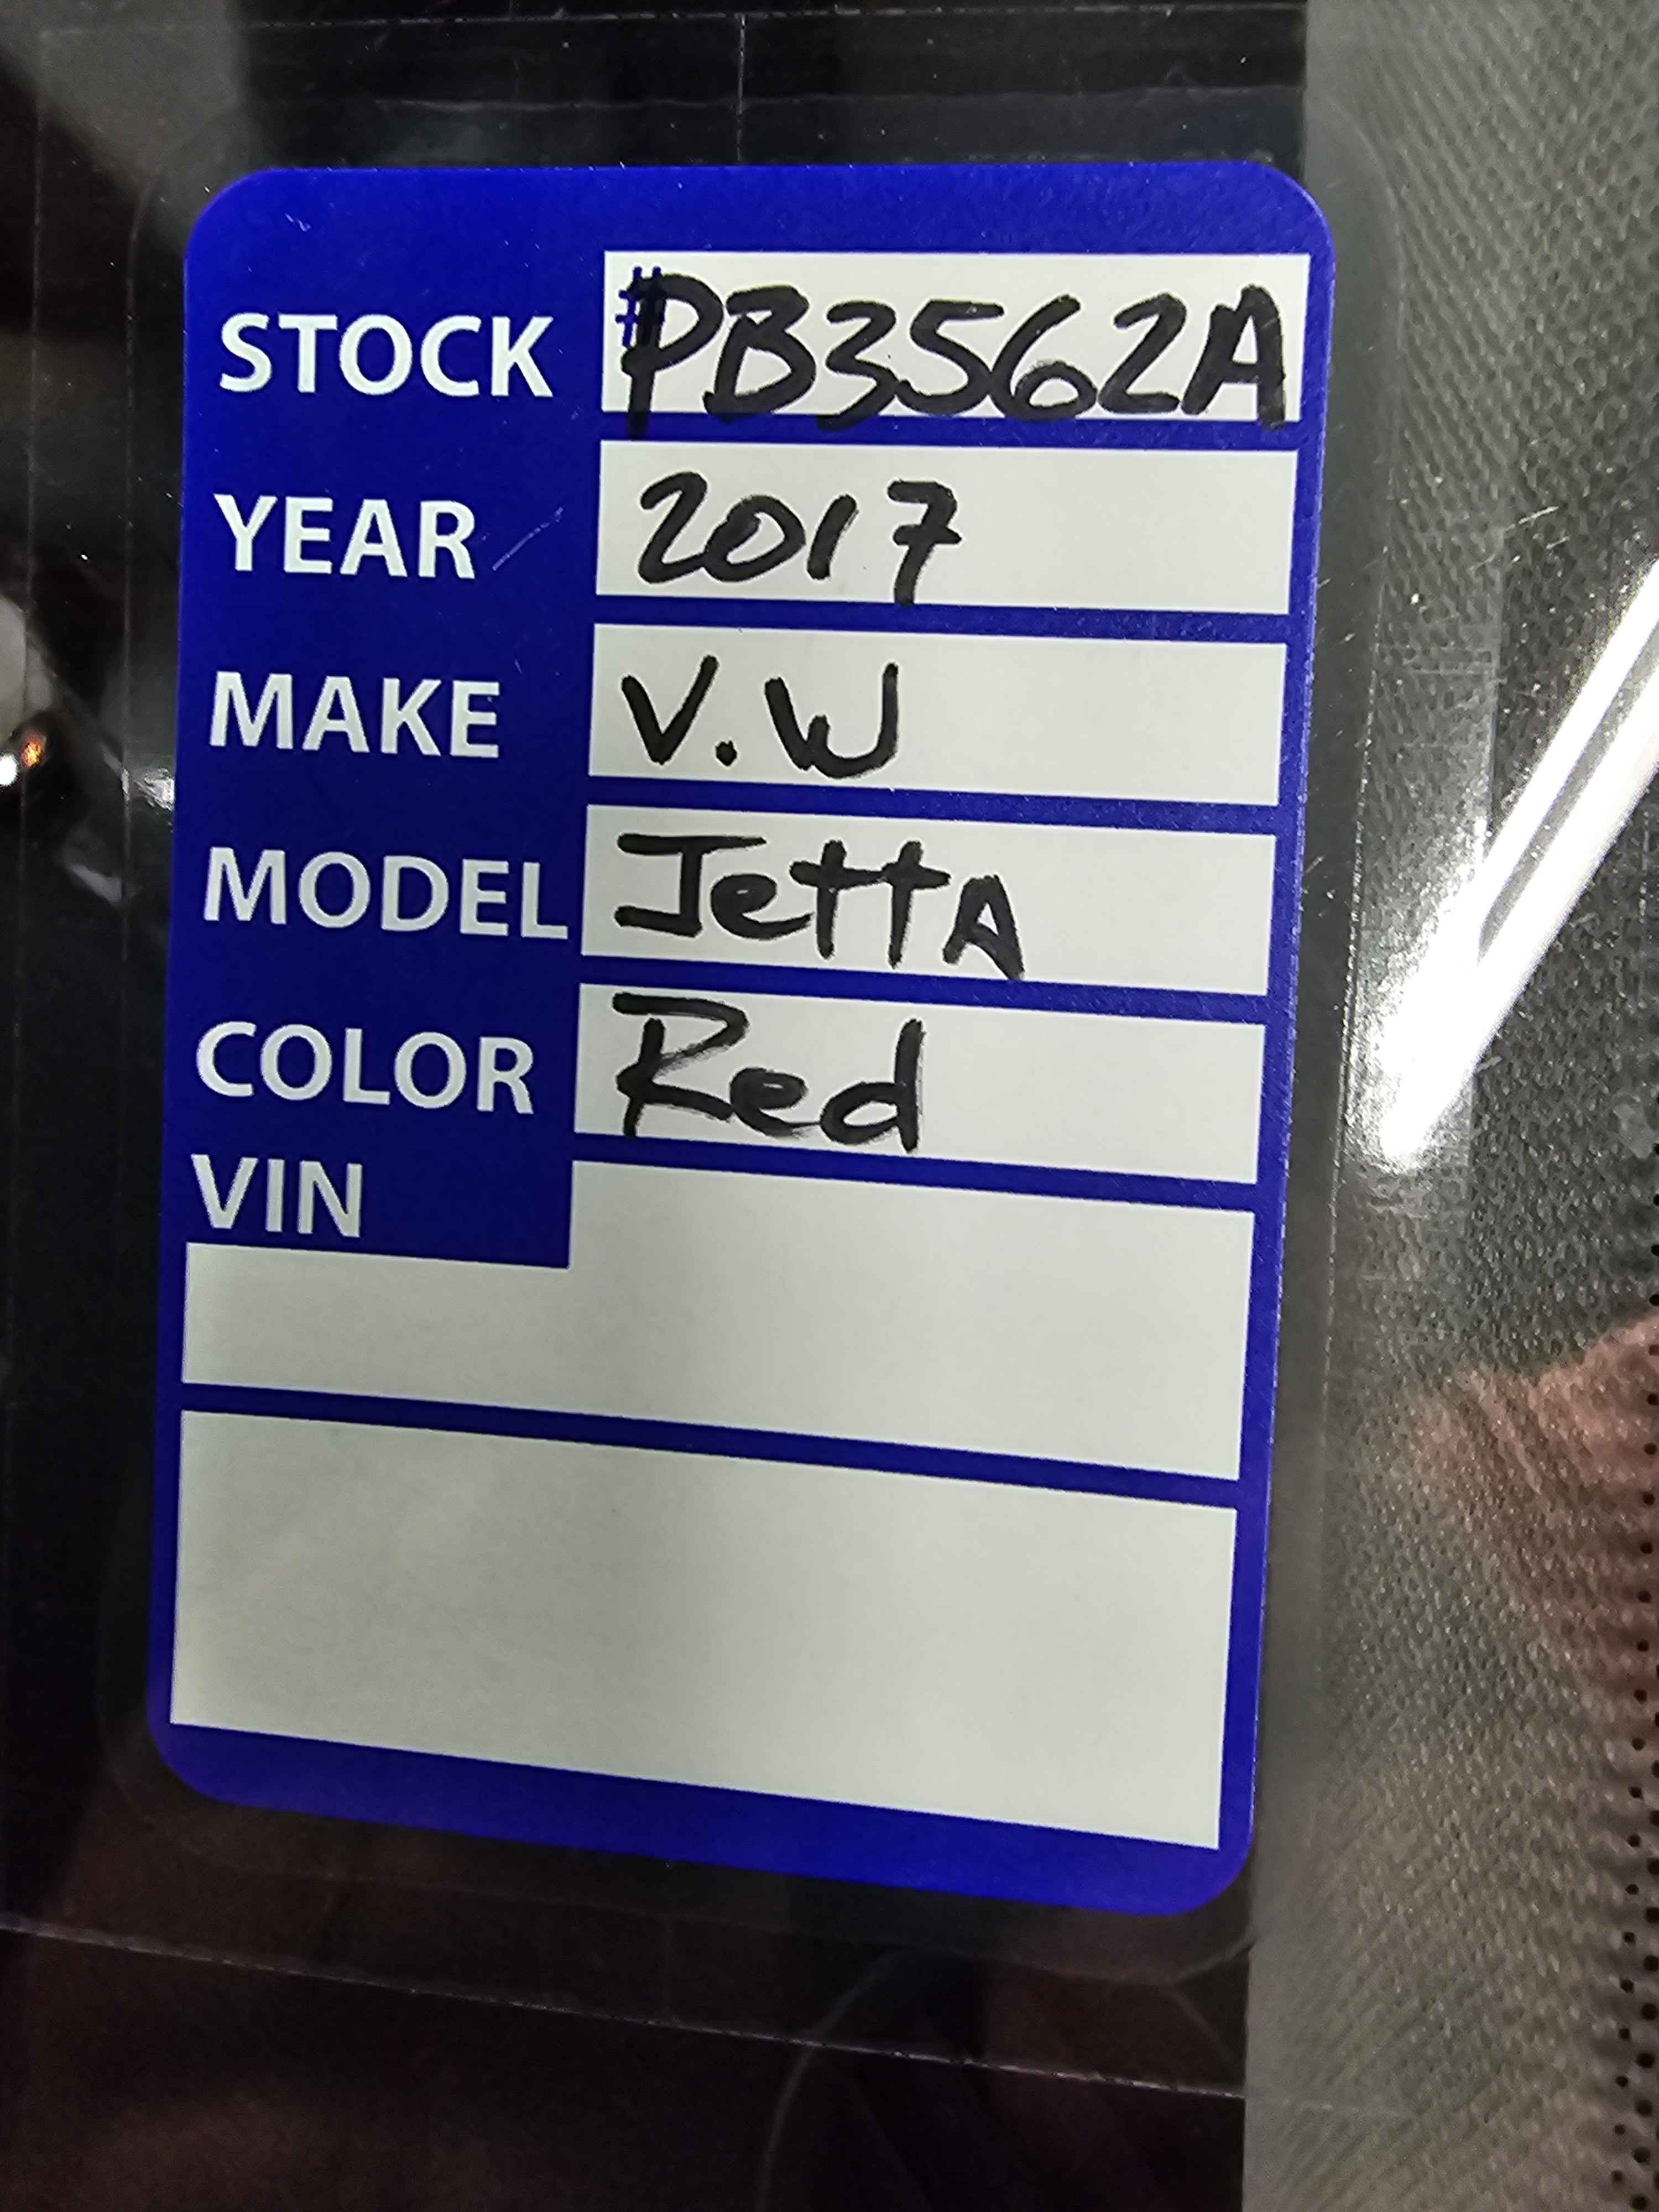 STOCK #PB3562A
YEAR 2017
MAKE V.W
MODEL JettA
COLOR Red
VIN